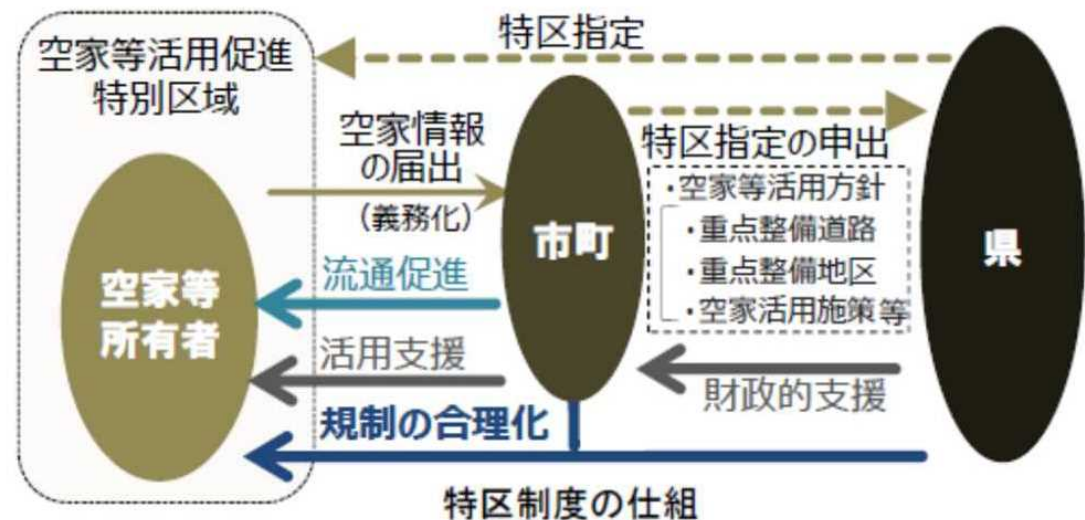 特区指定
空家等活用促進
特別区域
空家情報
の届出
(義務化)
特区指定の申出
・空家等活用方針
・重点整備道路
・重点整備地区
・空家活用施策等
市町
県
空家等
所有者
流通促進
活用支援
財政的支援
規制の合理化
特区制度の仕組